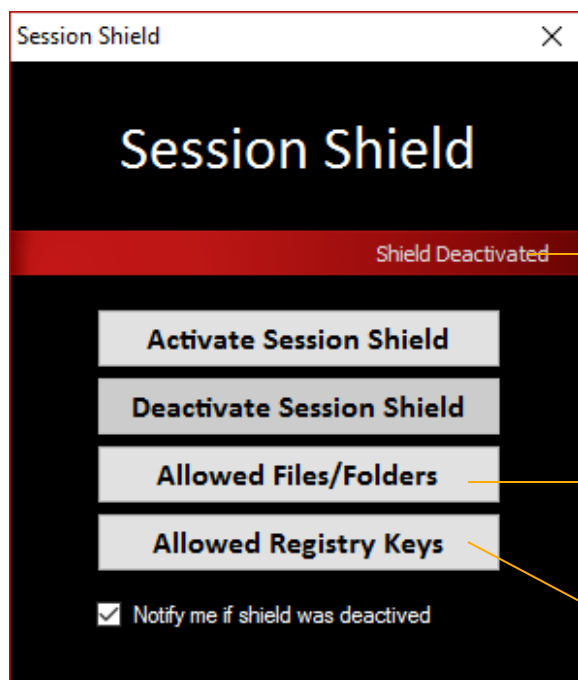 Session Shield
Session Shield
Shield Deactivated
Activate Session Shield
Deactivate Session Shield
Allowed Files/Folders
Allowed Registry Keys
Notify me if shield was deactived